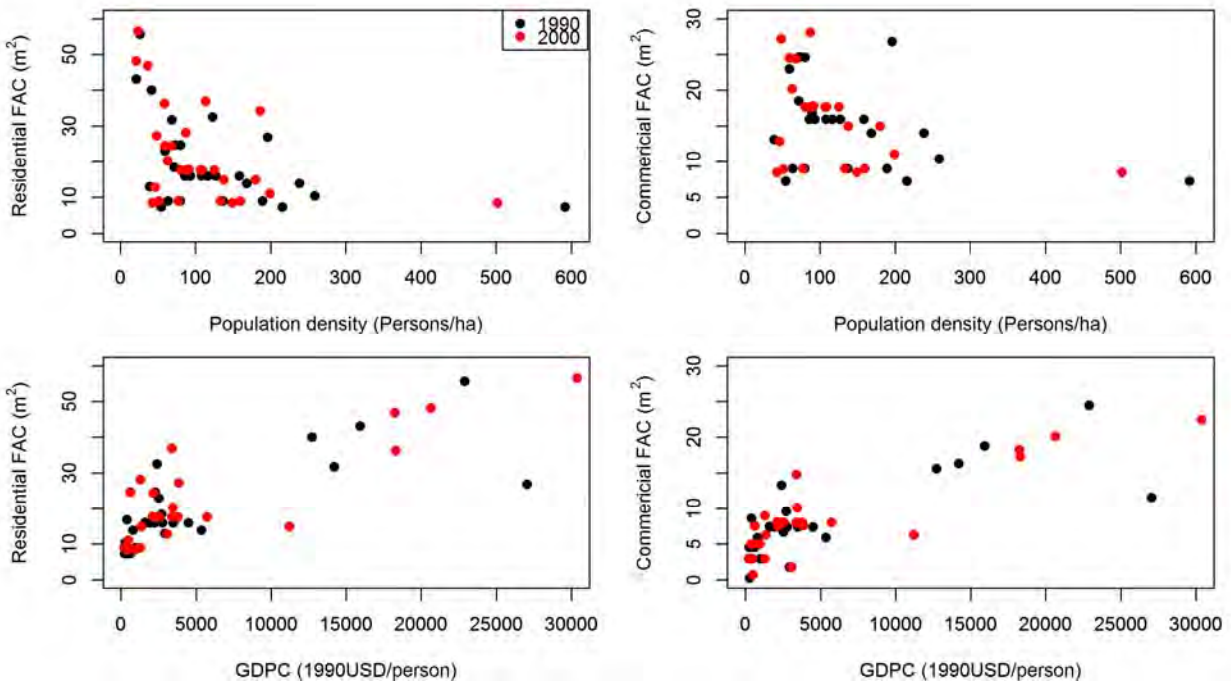 1990
2000
Residential FAC (m²)
0 10 30 50
0 100 200 300 400 500 600
Population density (Persons/ha)
Commericial FAC (m²)
0 10 20 30
0 100 200 300 400 500 600
Population density (Persons/ha)
Residential FAC (m²)
0 10 30 50
0 5000 10000 15000 20000 25000 30000
GDPC (1990USD/person)
Commericial FAC (m²)
0 5 10 20 30
0 5000 10000 15000 20000 25000 30000
GDPC (1990USD/person)